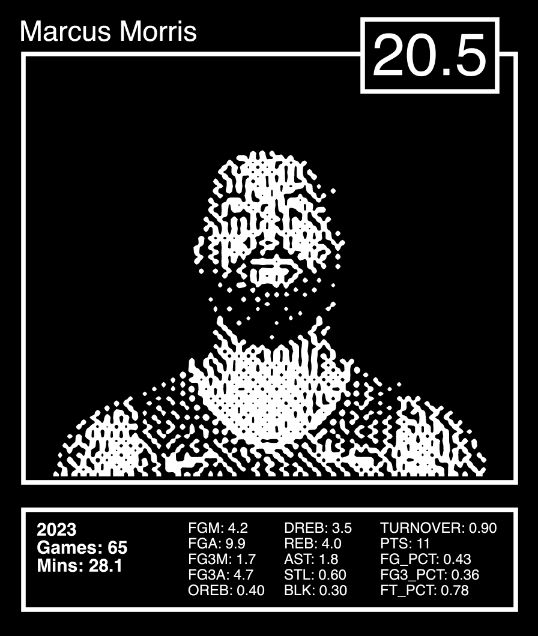 Marcus Morris
20.5
2023
Games: 65
Mins: 28.1
FGM: 4.2
FGA: 9.9
FG3M: 1.7
FG3A: 4.7
OREB: 0.40
DREB: 3.5
REB: 4.0
AST: 1.8
STL: 0.60
BLK: 0.30
TURNOVER: 0.90
PTS: 11
FG_PCT: 0.43
FG3_PCT: 0.36
FT_PCT: 0.78